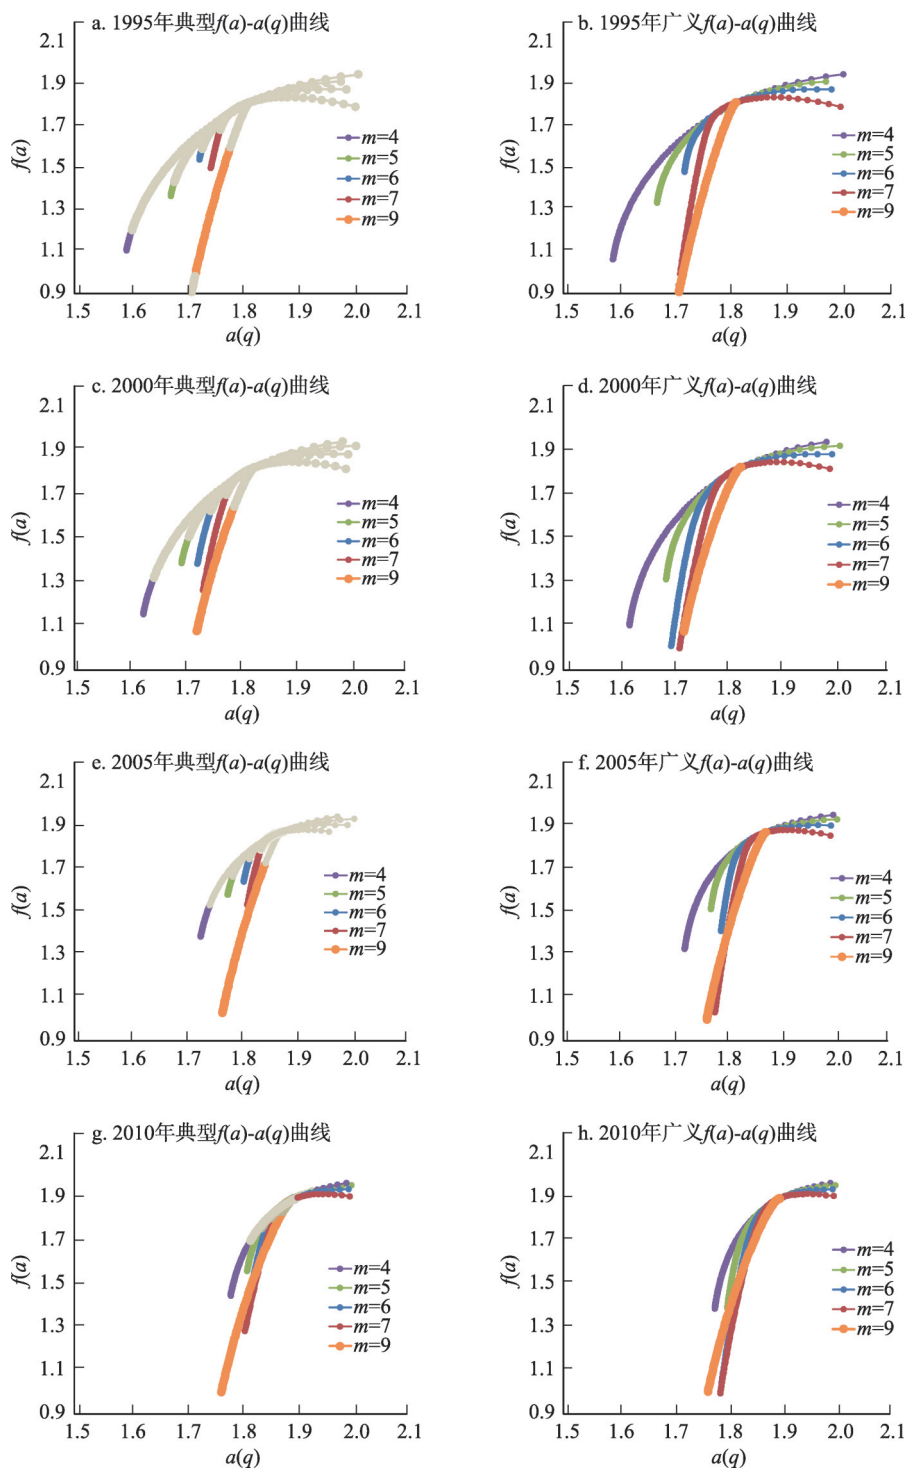 a. 1995年典型f(a)-a(q)曲线
2.1
1.9
1.7
1.5
1.3
1.1
0.9
f(a)
m=4
m=5
m=6
m=7
m=9
1.5 1.6 1.7 1.8 1.9 2.0 2.1
a(q)
b. 1995年广义f(a)-a(q)曲线
2.1
1.9
1.7
1.5
1.3
1.1
0.9
f(a)
m=4
m=5
m=6
m=7
m=9
1.5 1.6 1.7 1.8 1.9 2.0 2.1
a(q)
c. 2000年典型f(a)-a(q)曲线
2.1
1.9
1.7
1.5
1.3
1.1
0.9
f(a)
m=4
m=5
m=6
m=7
m=9
1.5 1.6 1.7 1.8 1.9 2.0 2.1
a(q)
d. 2000年广义f(a)-a(q)曲线
2.1
1.9
1.7
1.5
1.3
1.1
0.9
f(a)
m=4
m=5
m=6
m=7
m=9
1.5 1.6 1.7 1.8 1.9 2.0 2.1
a(q)
e. 2005年典型f(a)-a(q)曲线
2.1
1.9
1.7
1.5
1.3
1.1
0.9
f(a)
m=4
m=5
m=6
m=7
m=9
1.5 1.6 1.7 1.8 1.9 2.0 2.1
a(q)
f. 2005年广义f(a)-a(q)曲线
2.1
1.9
1.7
1.5
1.3
1.1
0.9
f(a)
m=4
m=5
m=6
m=7
m=9
1.5 1.6 1.7 1.8 1.9 2.0 2.1
a(q)
g. 2010年典型f(a)-a(q)曲线
2.1
1.9
1.7
1.5
1.3
1.1
0.9
f(a)
m=4
m=5
m=6
m=7
m=9
1.5 1.6 1.7 1.8 1.9 2.0 2.1
a(q)
h. 2010年广义f(a)-a(q)曲线
2.1
1.9
1.7
1.5
1.3
1.1
0.9
f(a)
m=4
m=5
m=6
m=7
m=9
1.5 1.6 1.7 1.8 1.9 2.0 2.1
a(q)